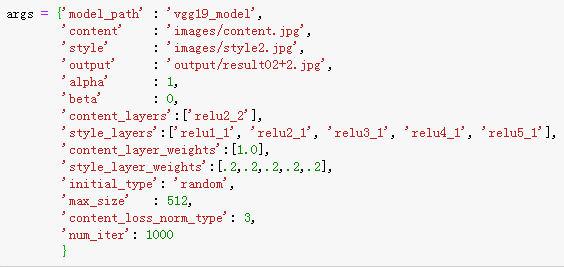 args = {'model_path' : 'vgg19_model',
'content' : 'images/content.jpg',
'style' : 'images/style2.jpg',
'output' : 'output/result02+2.jpg',
'alpha' : 1,
'beta' : 0,
'content_layers':['relu2_2'],
'style_layers':['relu1_1', 'relu2_1', 'relu3_1', 'relu4_1', 'relu5_1'],
'content_layer_weights':[1.0],
'style_layer_weights':[.2,.2,.2,.2,.2],
'initial_type': 'random',
'max_size' : 512,
'content_loss_norm_type': 3,
'num_iter': 1000
}